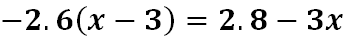 −2.6(x − 3) = 2.8 − 3x